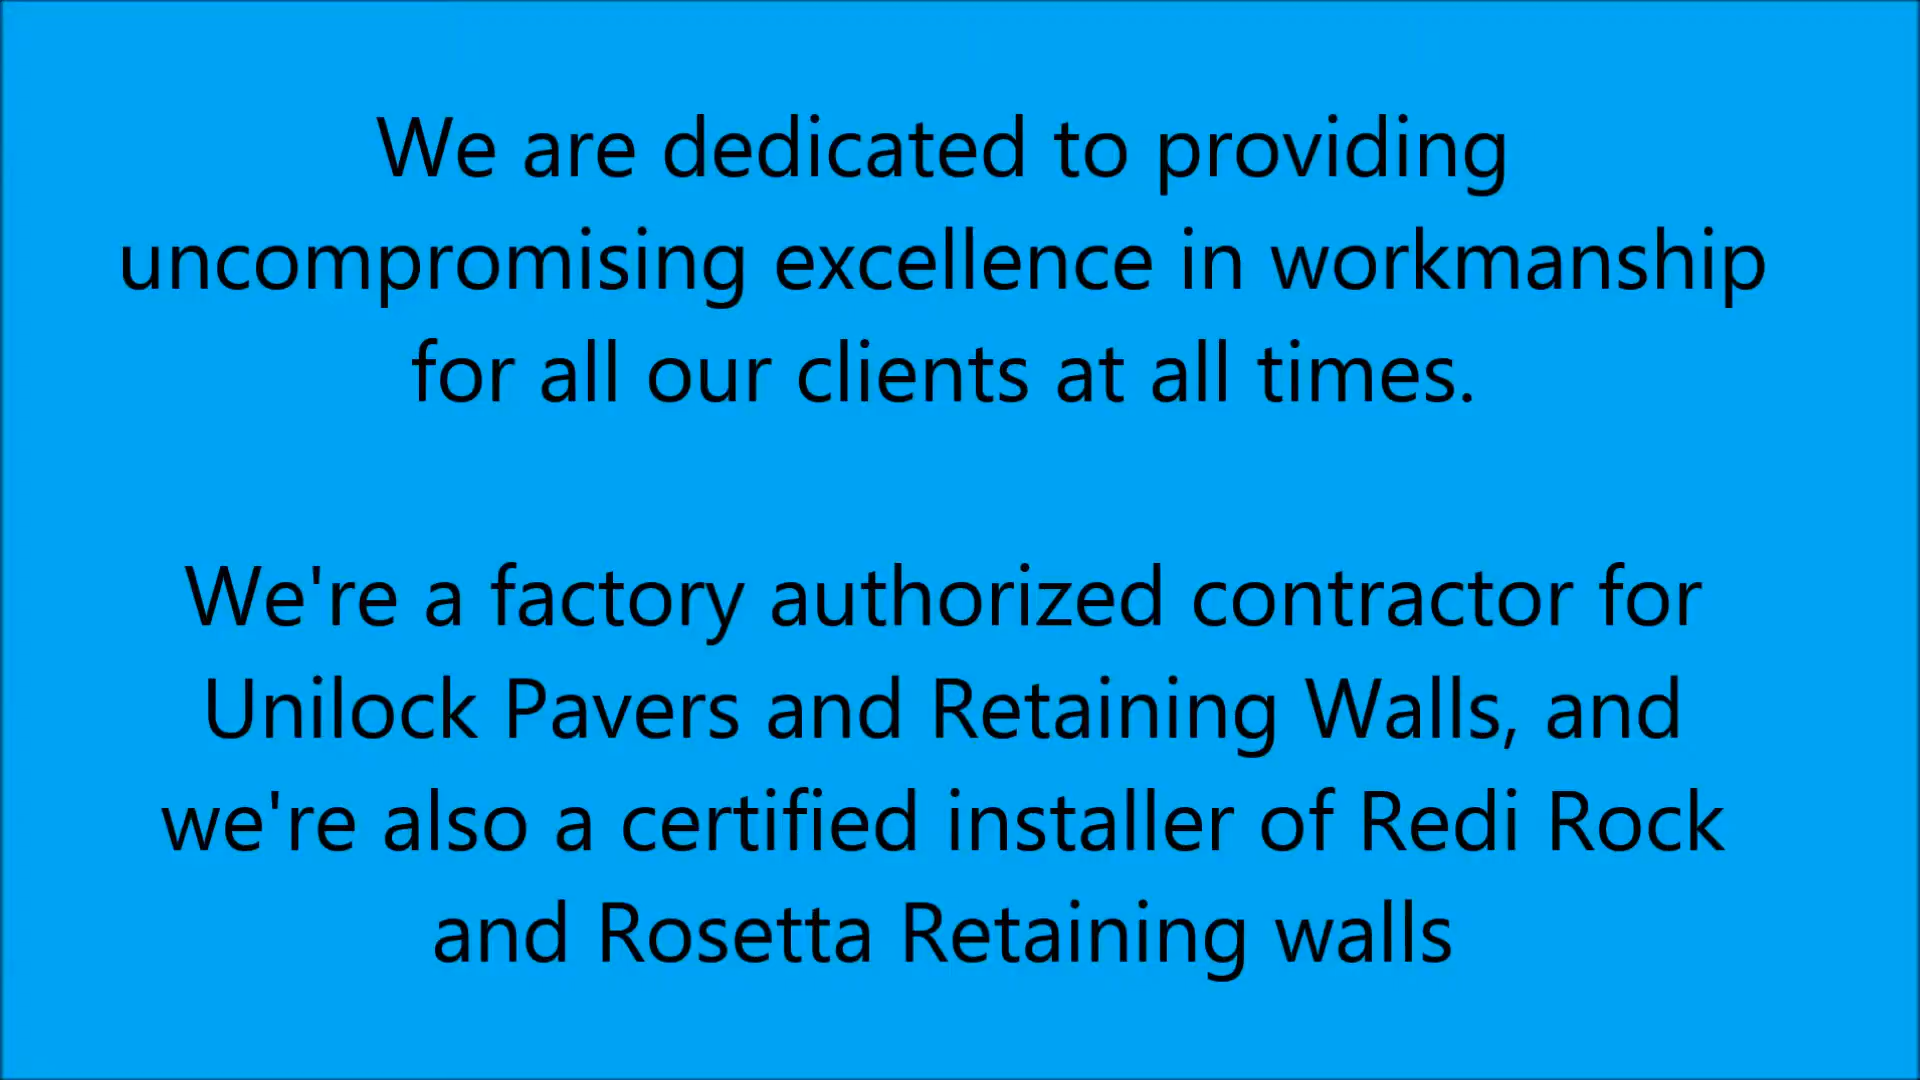 We are dedicated to providing
uncompromising excellence in workmanship
for all our clients at all times.
We're a factory authorized contractor for
Unilock Pavers and Retaining Walls, and
we're also a certified installer of Redi Rock
and Rosetta Retaining walls